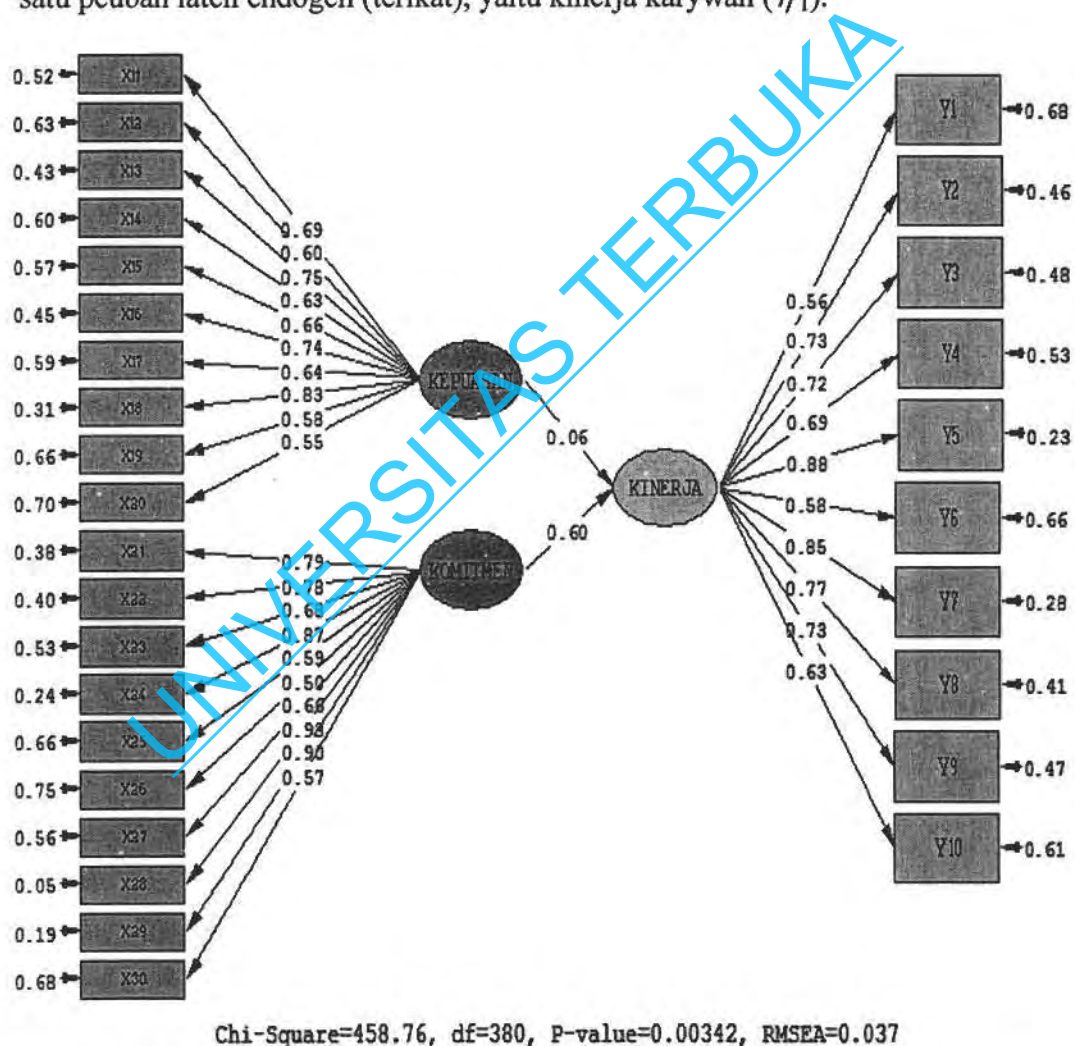 satu peubah laten endogen (terikat), yaitu kinerja karywan (η1).
0.52 X11
0.63 X12
0.43 X13
0.60 X14
0.57 X15
0.45 X16
0.59 X17
0.31 X18
0.66 X19
0.70 X20
0.38 X21
0.40 X22
0.53 X23
0.24 X24
0.66 X25
0.75 X26
0.56 X27
0.05 X28
0.19 X29
0.68 X30
0.69
0.60
0.75
0.63
0.66
0.74
0.64
0.83
0.58
0.55
0.79
0.78
0.68
0.87
0.59
0.50
0.66
0.98
0.90
0.57
KEPUASAN
KOMITMEN
0.06
0.60
KINERJA
0.56
0.73
0.72
0.69
0.88
0.58
0.85
0.77
0.73
0.63
Y1 0.68
Y2 0.46
Y3 0.48
Y4 0.53
Y5 0.23
Y6 0.66
Y7 0.28
Y8 0.41
Y9 0.47
Y10 0.61
UNIVERSITAS TERBUKA
Chi-Square=458.76, df=380, P-value=0.00342, RMSEA=0.037